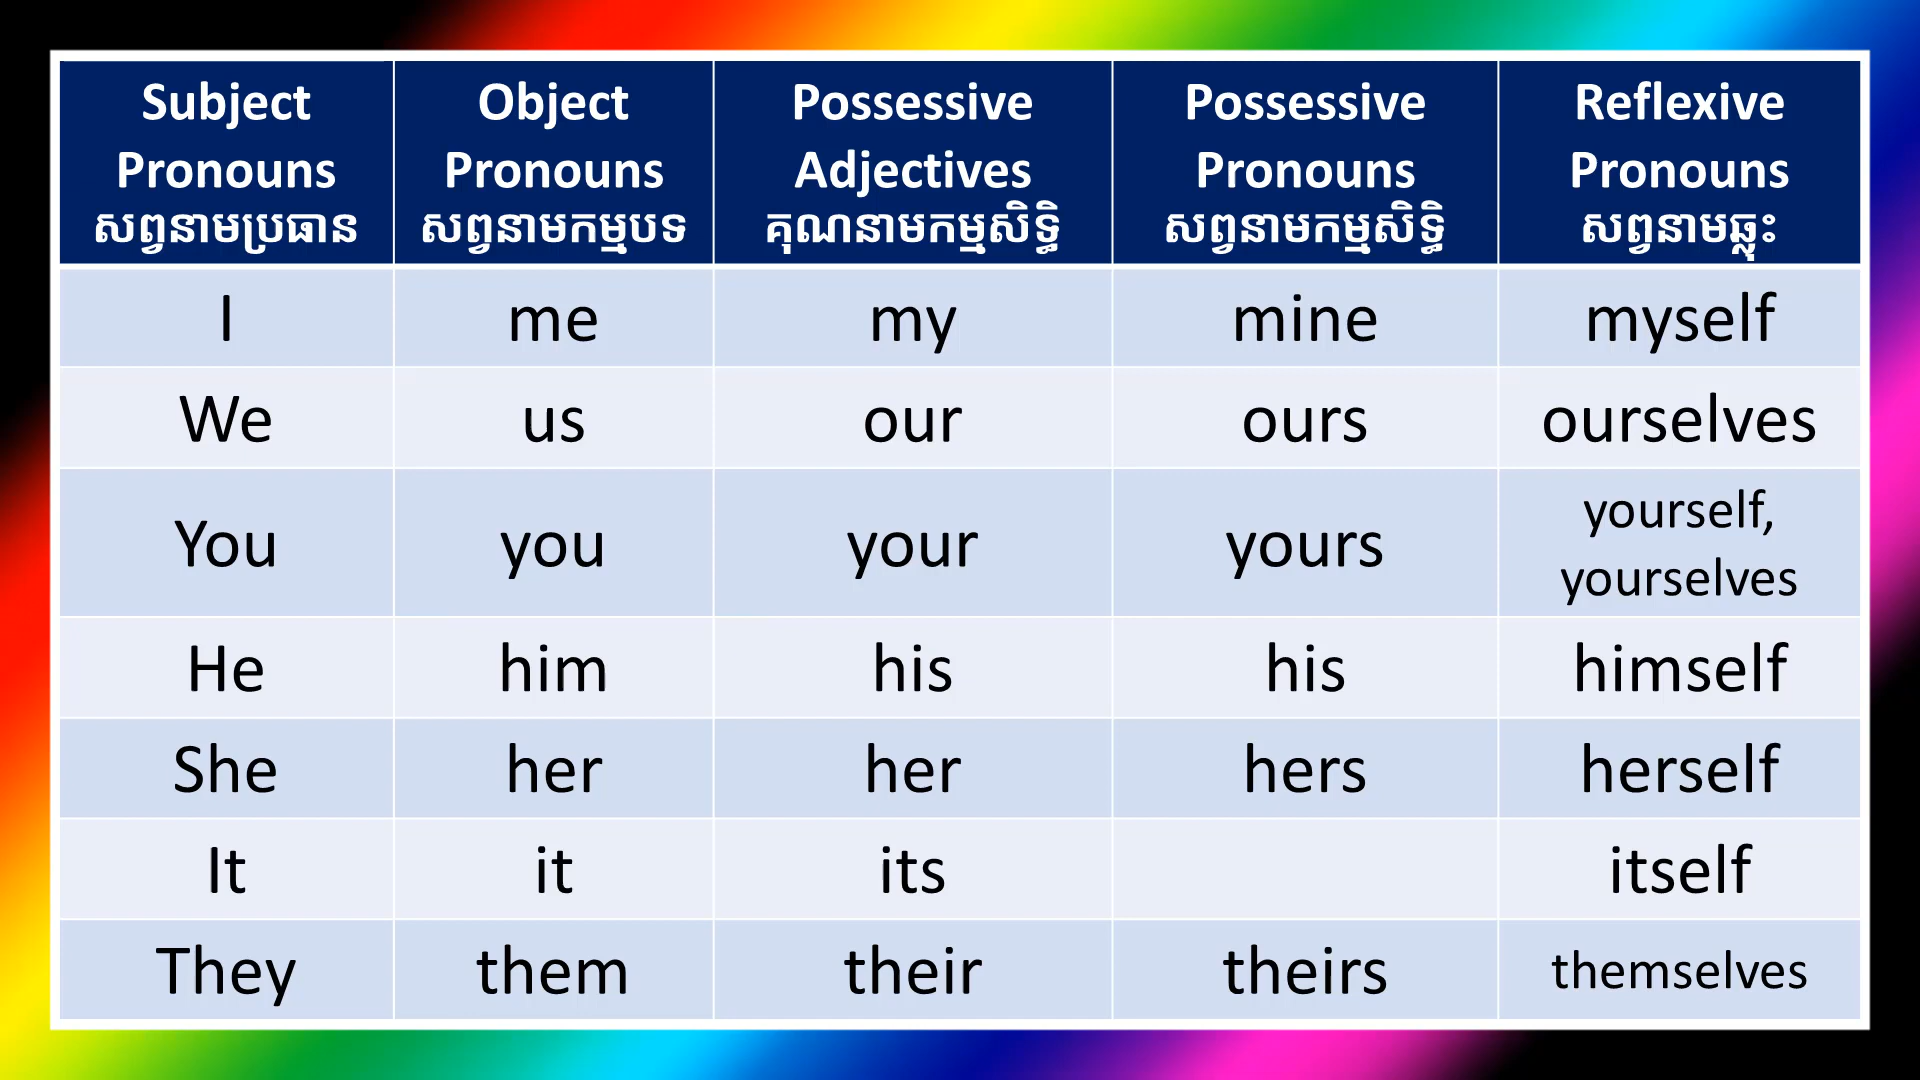 Subject Pronouns សព្វនាមប្រធាន
Object Pronouns សព្វនាមកម្មបទ
Possessive Adjectives គុណនាមកម្មសិទ្ធិ
Possessive Pronouns សព្វនាមកម្មសិទ្ធិ
Reflexive Pronouns សព្វនាមឆ្លុះ
I me my mine myself
We us our ours ourselves
You you your yours yourself, yourselves
He him his his himself
She her her hers herself
It it its itself
They them their theirs themselves